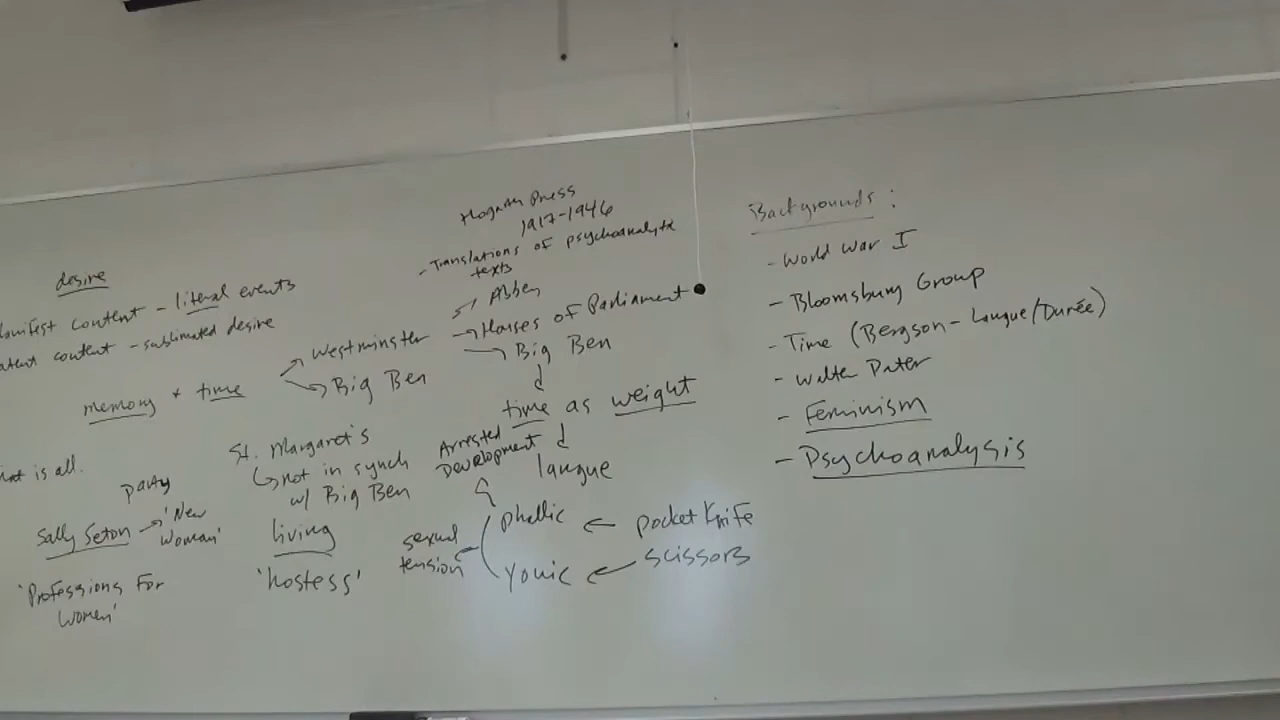 desire
Manifest content - literal events
latent content - sublimated desire
memory + time
Westminster
Big Ben
Hogarth Press
1917-1946
- Translations of psychoanalytic
texts
Abbey
Houses of Parliament
Big Ben
time as weight
langue
that is all.
party
Sally Seton → 'New
Woman'
'Professions For
Women'
St. Margaret's
not in synch
w/ Big Ben
living
'hostess'
Arrested
Development
sexual
tension
phallic ← pocket knife
yonic ← scissors
Backgrounds:
- World War I
- Bloomsbury Group
- Time (Bergson - Langue/Durée)
- Walter Pater
- Feminism
- Psychoanalysis